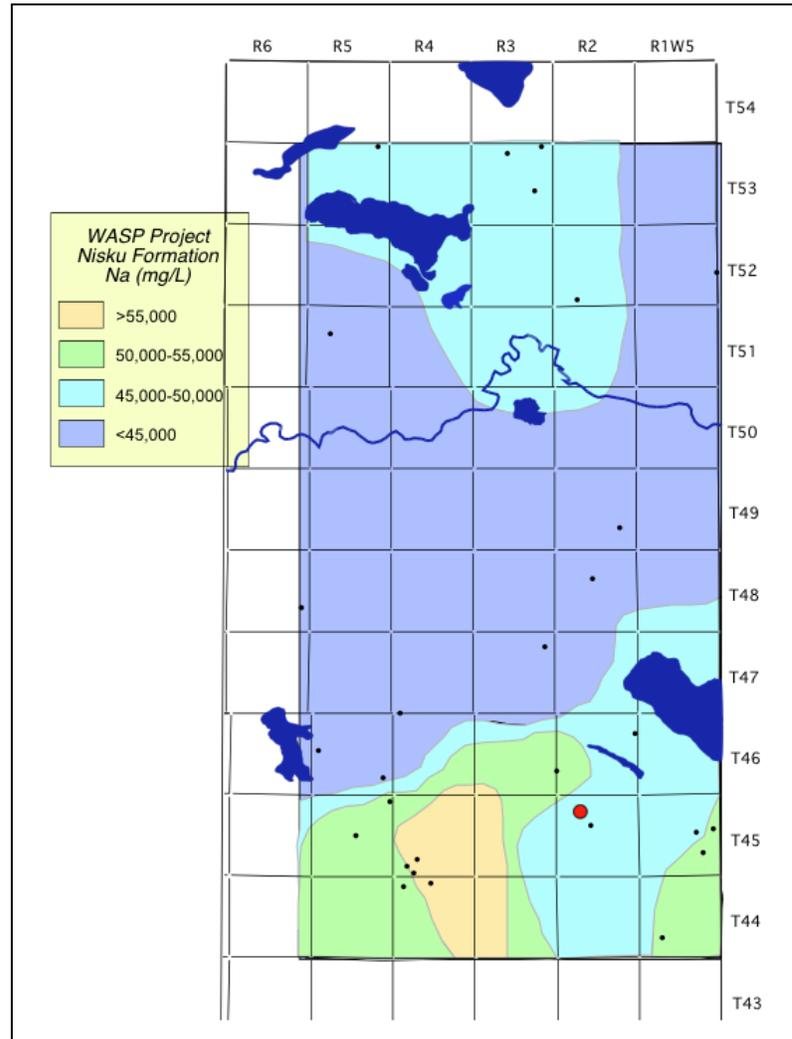 R6 R5 R4 R3 R2 R1W5
T54
T53
WASP Project
Nisku Formation
Na (mg/L)
T52
>55,000
50,000-55,000
T51
45,000-50,000
<45,000
T50
T49
T48
T47
T46
T45
T44
T43